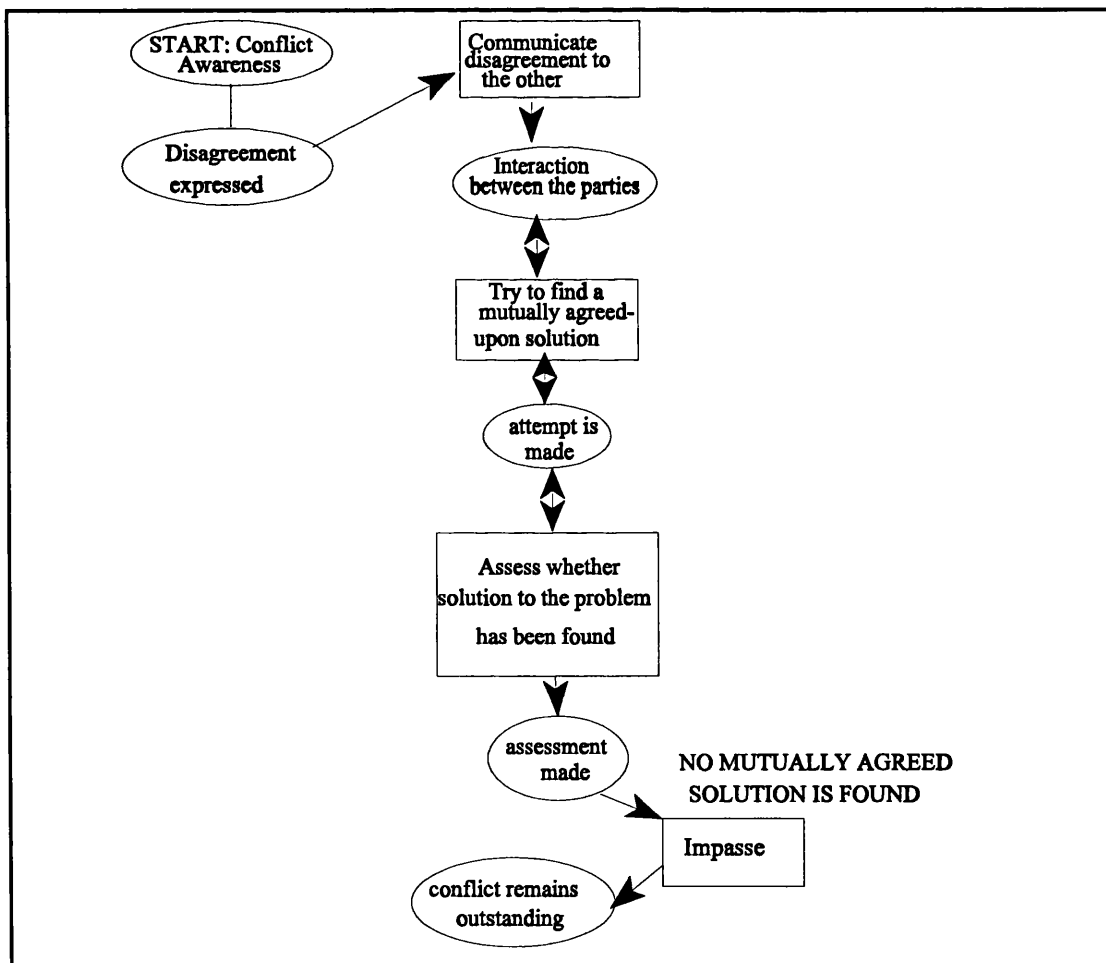 START: Conflict
Awareness
Disagreement
expressed
Communicate
disagreement to
the other
Interaction
between the parties
Try to find a
mutually agreed-
upon solution
attempt is
made
Assess whether
solution to the problem
has been found
assessment
made
NO MUTUALLY AGREED
SOLUTION IS FOUND
Impasse
conflict remains
outstanding